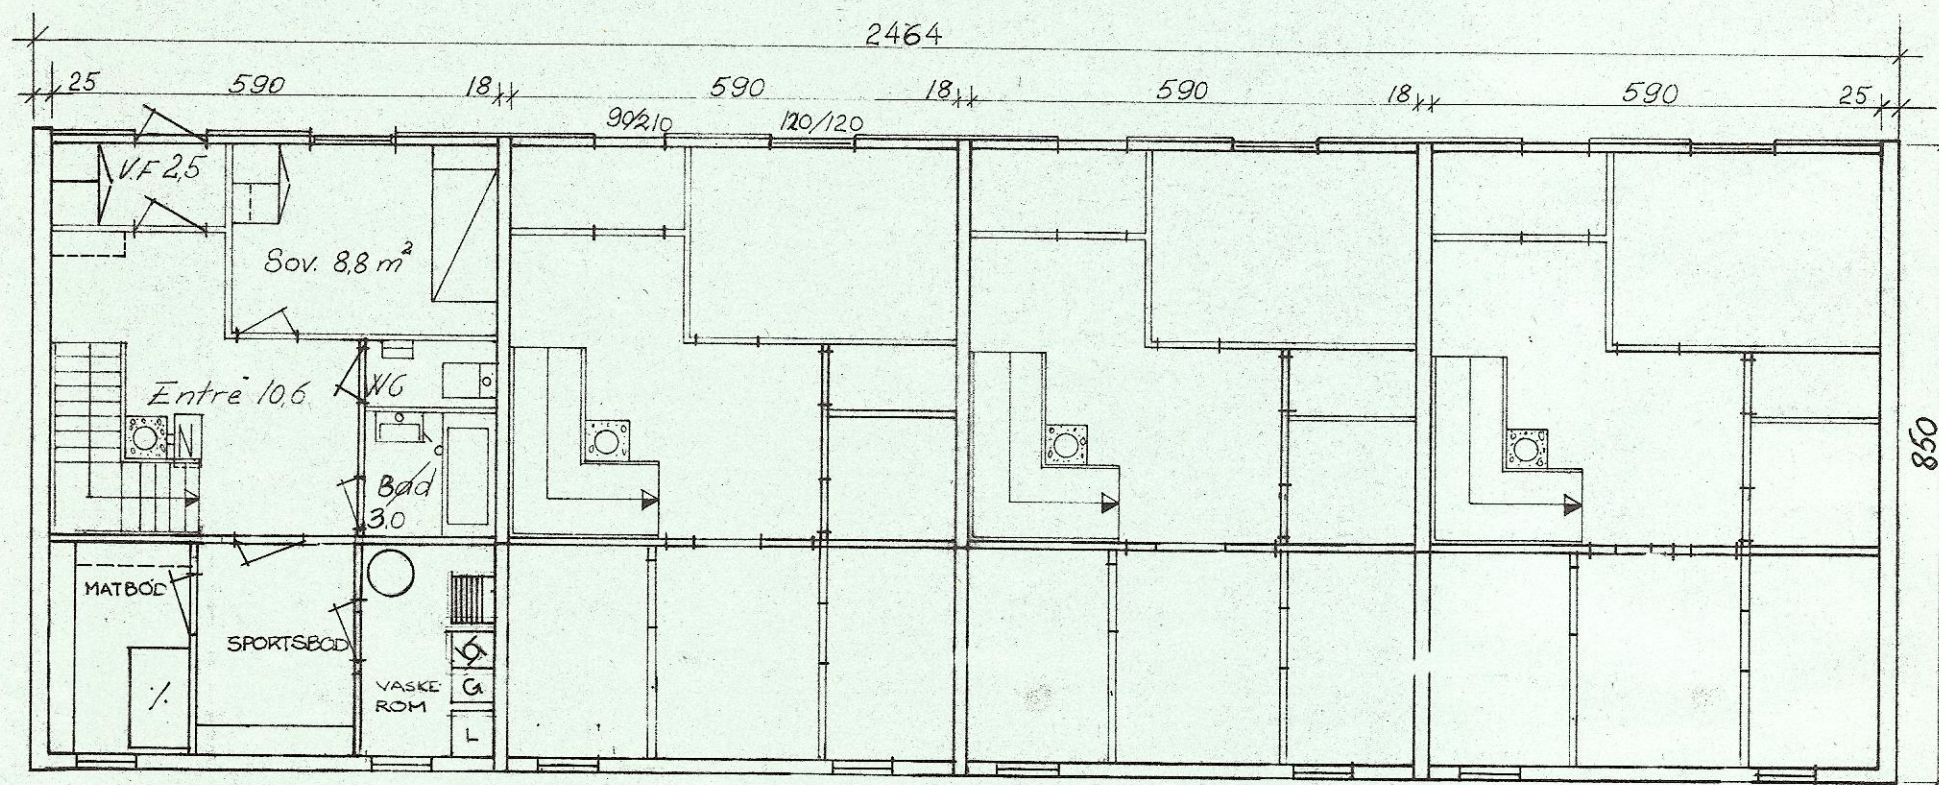 2464
25 590 18 590 18 590 18 590 25
90/210 120/120
V.F 2,5
Sov. 8,8 m²
Entrè 10,6
WC
Bad
3,0
850
MATBOD
SPORTSBOD
VASKE-
ROM
G
L